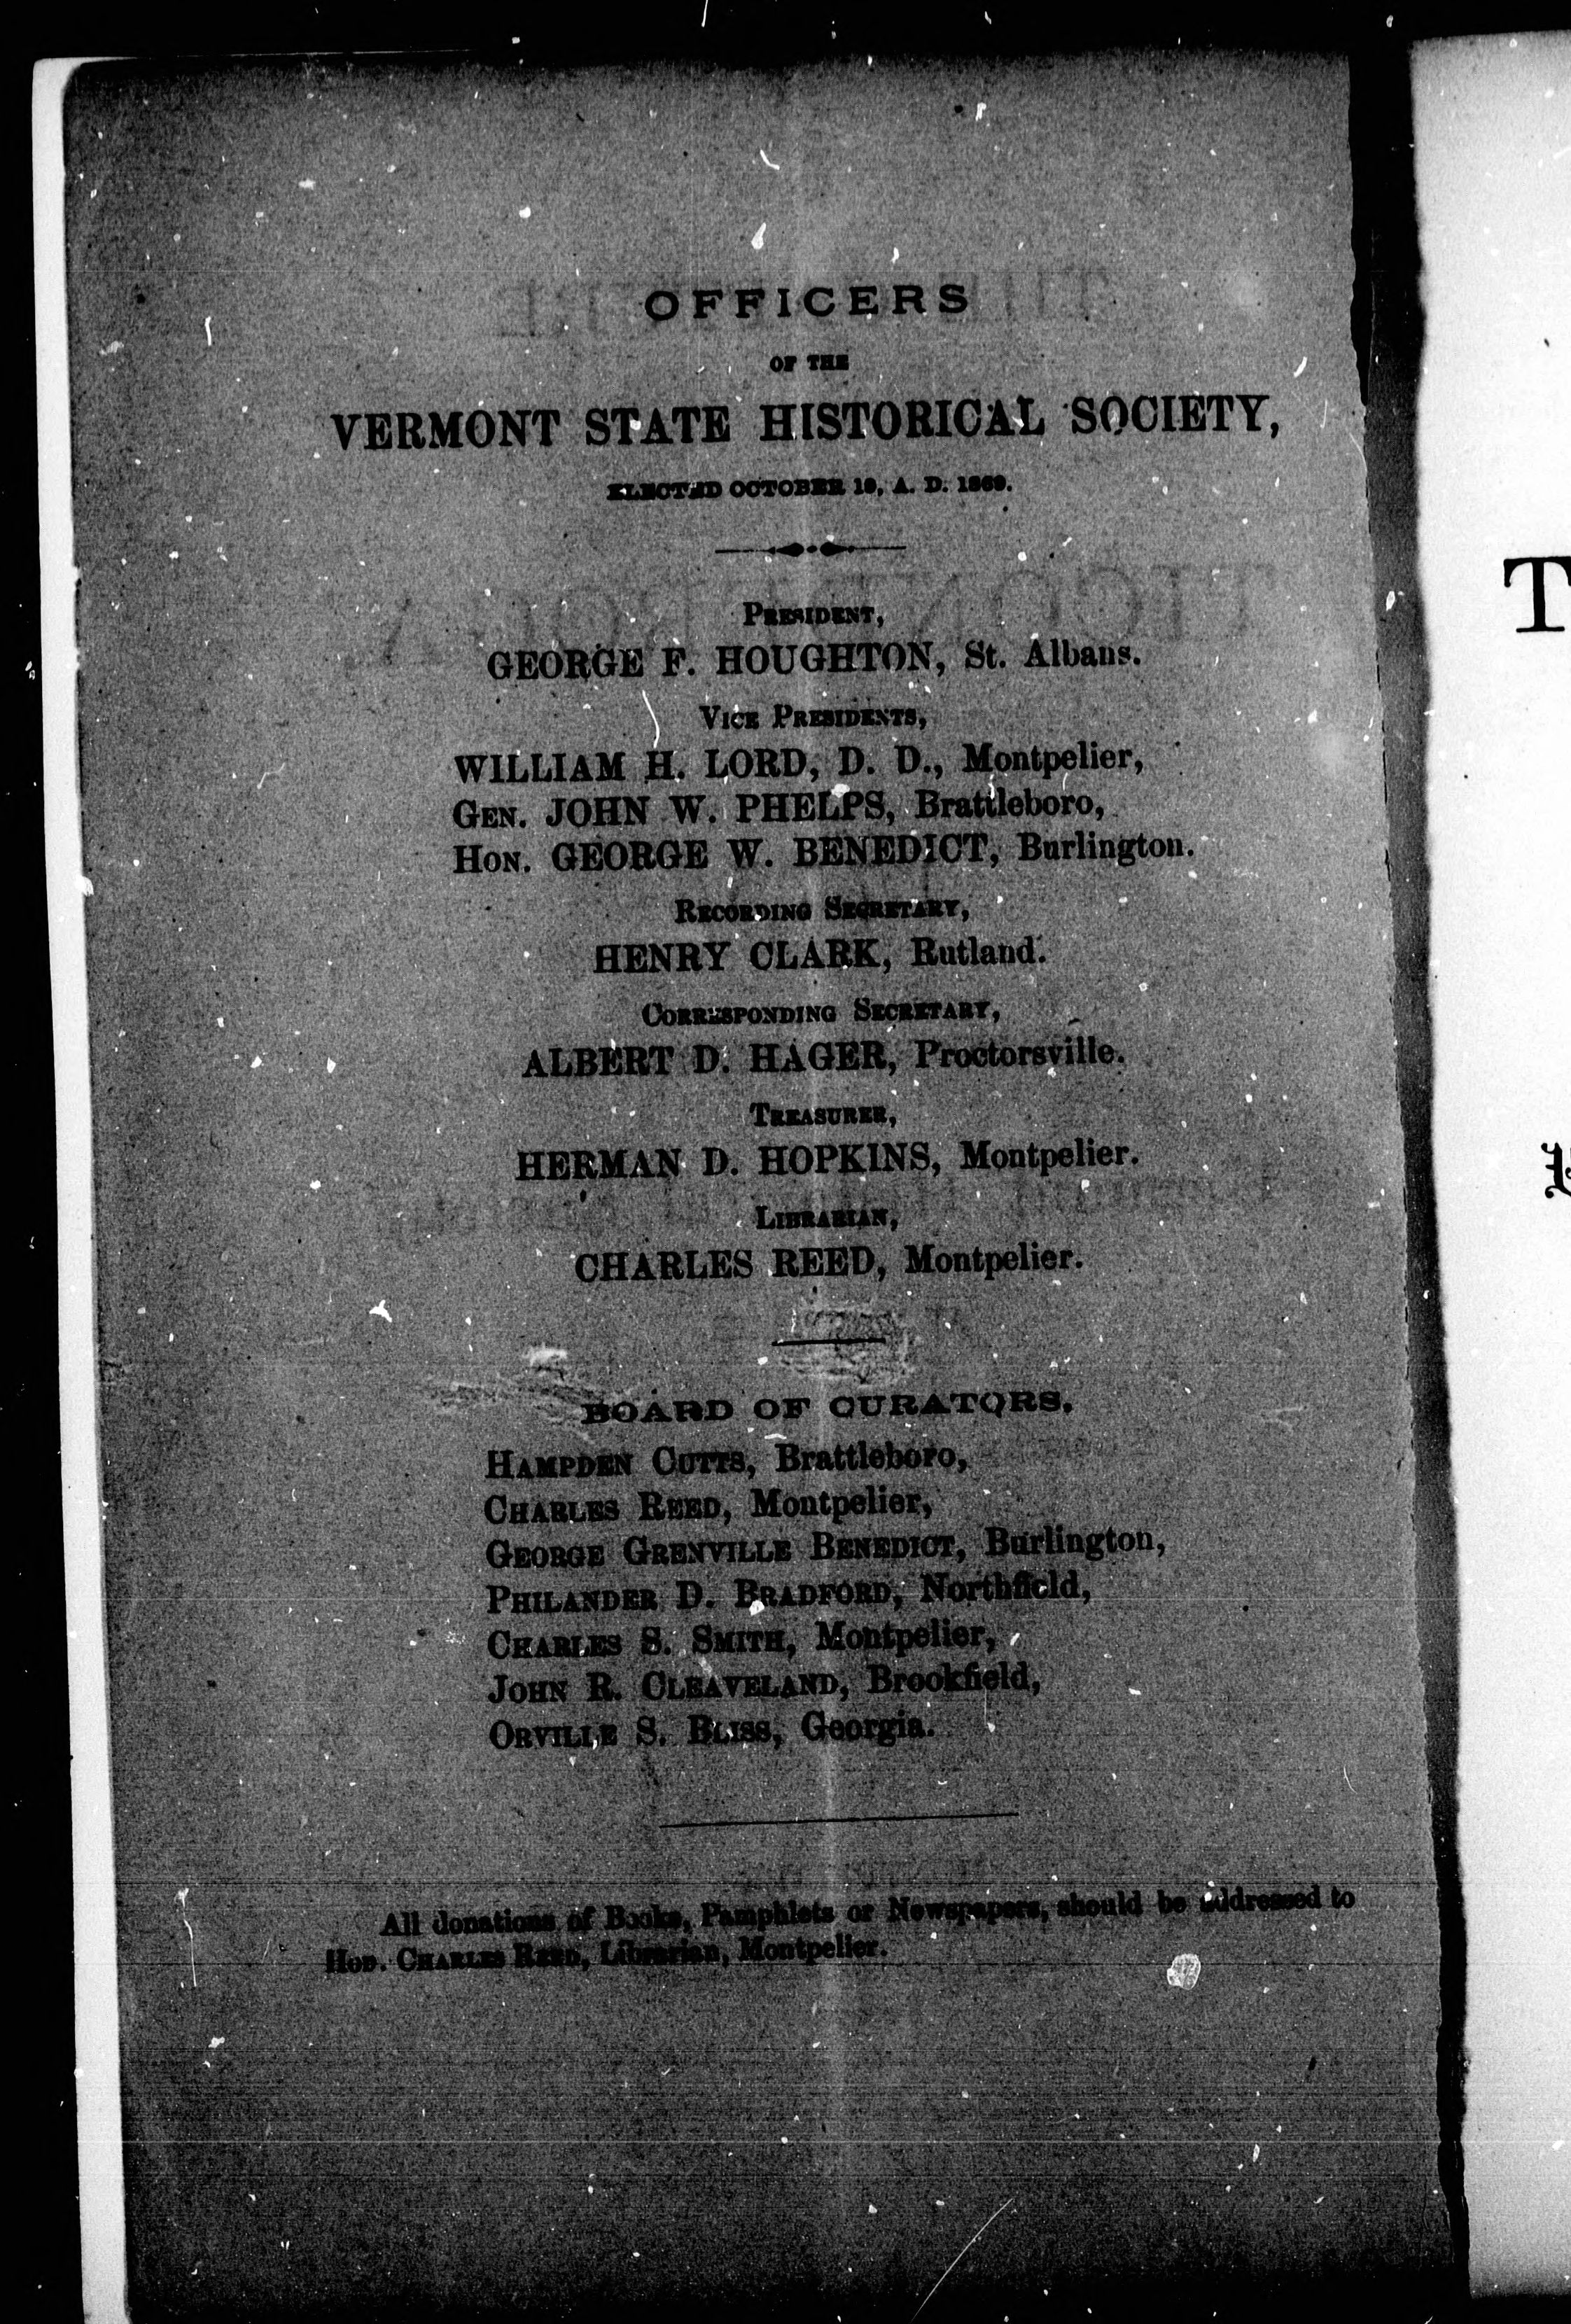 OFFICERS
OF THE
VERMONT STATE HISTORICAL SOCIETY,
ELECTED OCTOBER 19, A. D. 1869.
PRESIDENT,
GEORGE F. HOUGHTON, St. Albans.
VICE PRESIDENTS,
WILLIAM H. LORD, D. D., Montpelier,
GEN. JOHN W. PHELPS, Brattleboro,
HON. GEORGE W. BENEDICT, Burlington.
RECORDING SECRETARY,
HENRY CLARK, Rutland.
CORRESPONDING SECRETARY,
ALBERT D. HAGER, Proctorsville.
TREASURER,
HERMAN D. HOPKINS, Montpelier.
LIBRARIAN,
CHARLES REED, Montpelier.
BOARD OF CURATORS.
HAMPDEN CUTTS, Brattleboro,
CHARLES REED, Montpelier,
GEORGE GRENVILLE BENEDICT, Burlington,
PHILANDER D. BRADFORD, Northfield,
CHARLES S. SMITH, Montpelier,
JOHN R. CLEAVELAND, Brookfield,
ORVILLE S. BLISS, Georgia.
All donations of Books, Pamphlets or Newspapers, should be addressed to
Hon. CHARLES REED, Librarian, Montpelier.
T